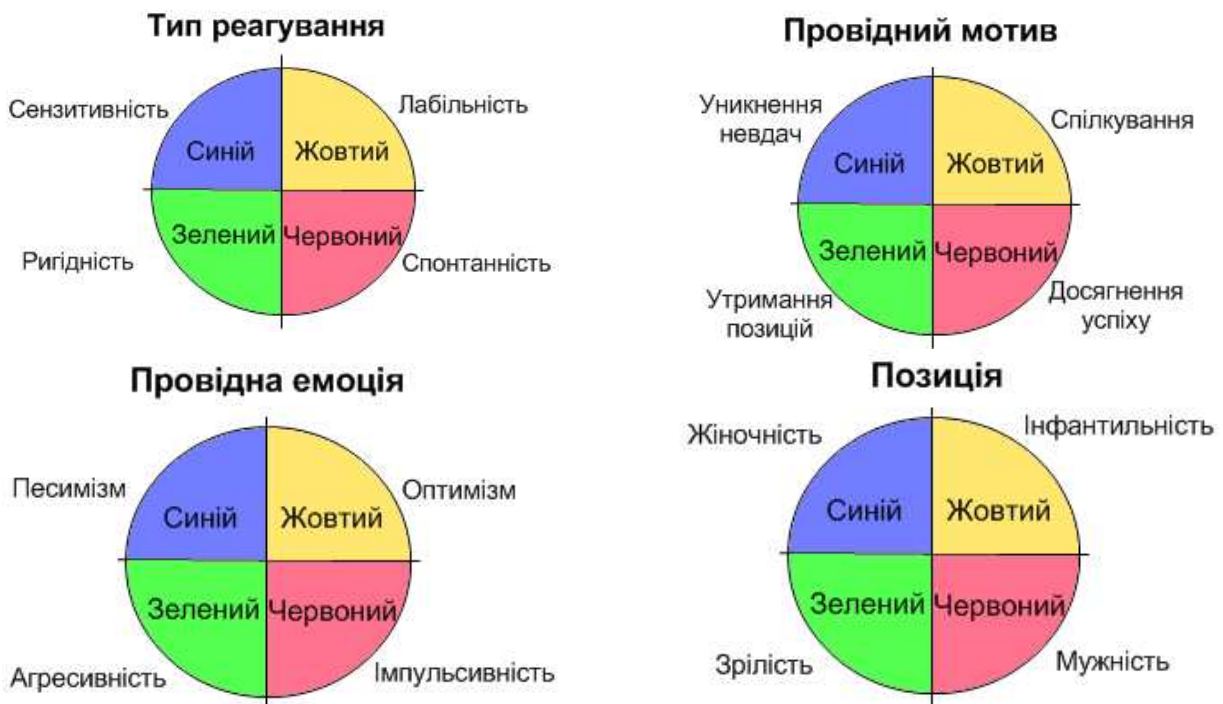 Тип реагування
Сензитивність
Лабільність
Синій
Жовтий
Зелений
Червоний
Ригідність
Спонтанність
Провідний мотив
Уникнення
невдач
Спілкування
Синій
Жовтий
Зелений
Червоний
Утримання
позицій
Досягнення
успіху
Провідна емоція
Песимізм
Оптимізм
Синій
Жовтий
Зелений
Червоний
Агресивність
Імпульсивність
Позиція
Жіночність
Інфантильність
Синій
Жовтий
Зелений
Червоний
Зрілість
Мужність